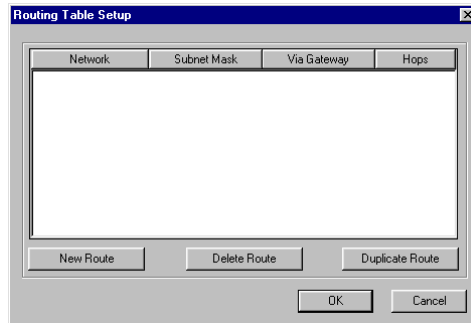 Routing Table Setup
Network Subnet Mask Via Gateway Hops
New Route Delete Route Duplicate Route
OK Cancel